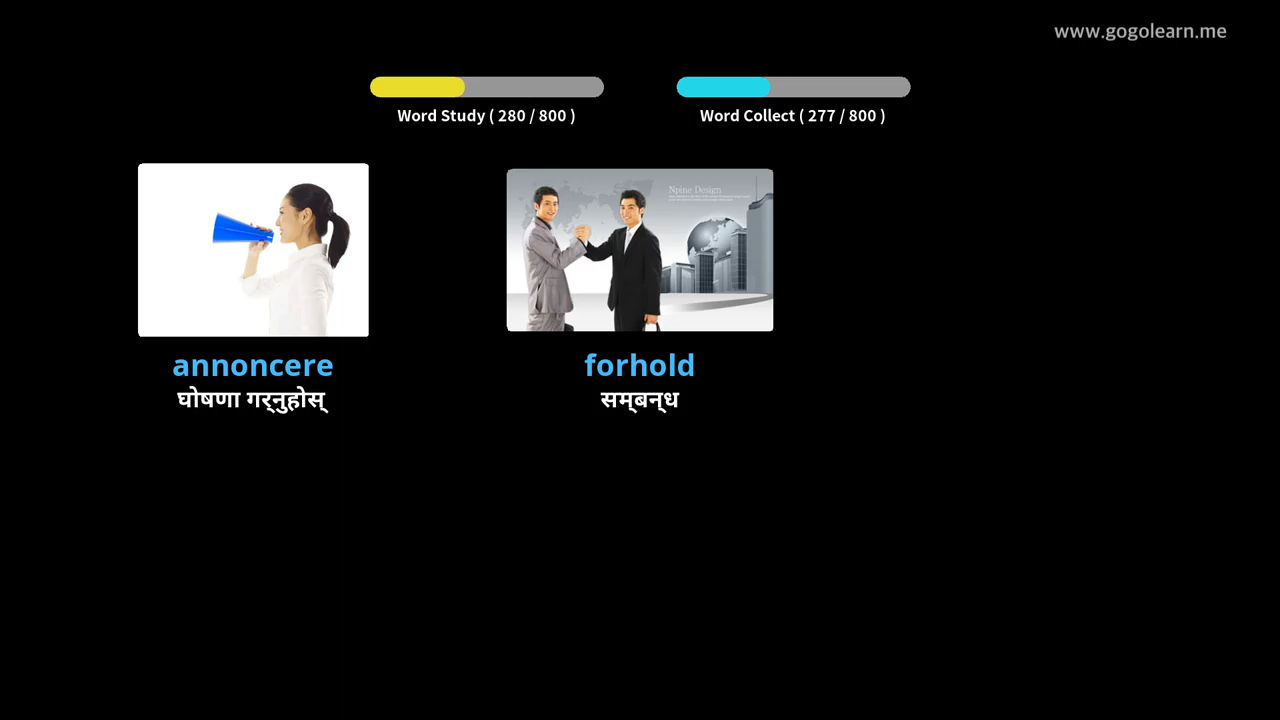 www.gogolearn.me
Word Study ( 280 / 800 )
Word Collect ( 277 / 800 )
Npine Design
annoncere
forhold
घोषणा गर्नुहोस्
सम्बन्ध